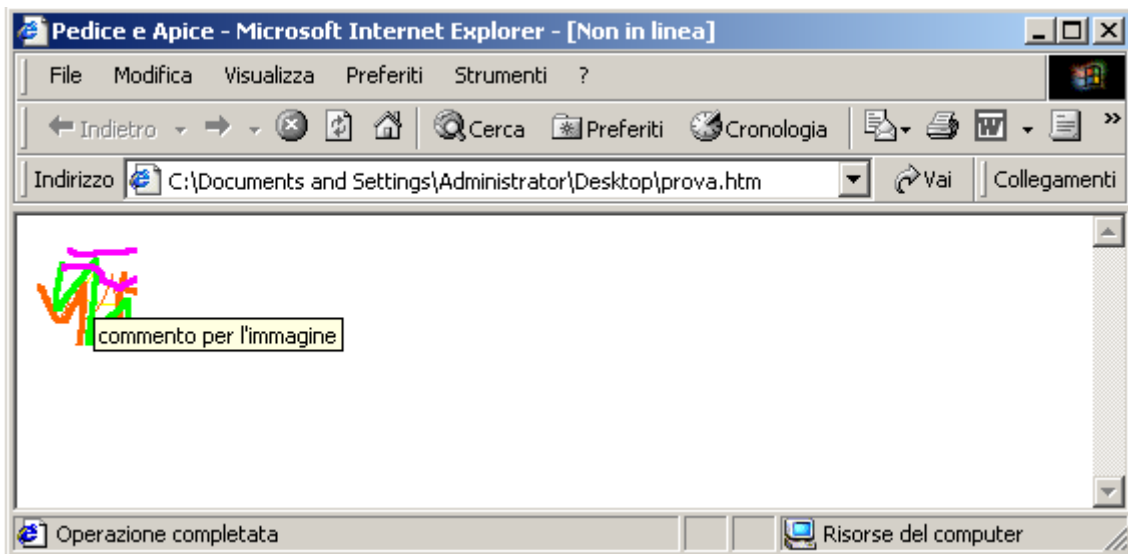 Pedice e Apice - Microsoft Internet Explorer - [Non in linea]
File Modifica Visualizza Preferiti Strumenti ?
Indietro Cerca Preferiti Cronologia »
Indirizzo C:\Documents and Settings\Administrator\Desktop\prova.htm Vai Collegamenti
commento per l'immagine
Operazione completata Risorse del computer